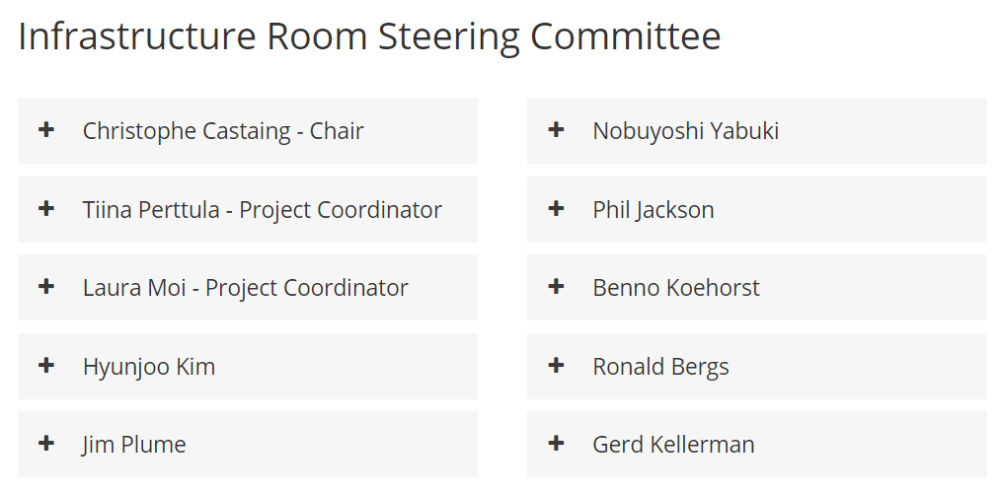 Infrastructure Room Steering Committee
Christophe Castaing - Chair
Tiina Perttula - Project Coordinator
Laura Moi - Project Coordinator
Hyunjoo Kim
Jim Plume
Nobuyoshi Yabuki
Phil Jackson
Benno Koehorst
Ronald Bergs
Gerd Kellerman